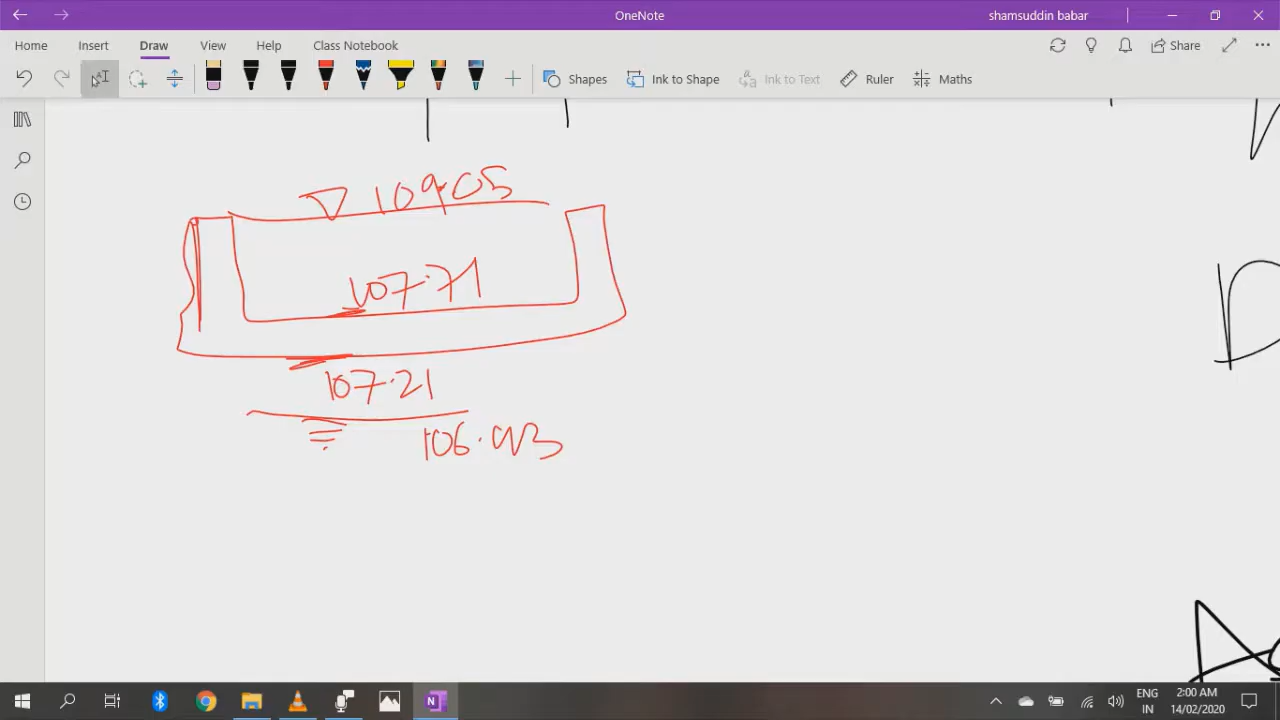 OneNote
shamsuddin babar
Home Insert Draw View Help Class Notebook
Share
Shapes
Ink to Shape
Ink to Text
Ruler
Maths
109.05
107.71
107.21
106.
ENG
IN
2:00 AM
14/02/2020